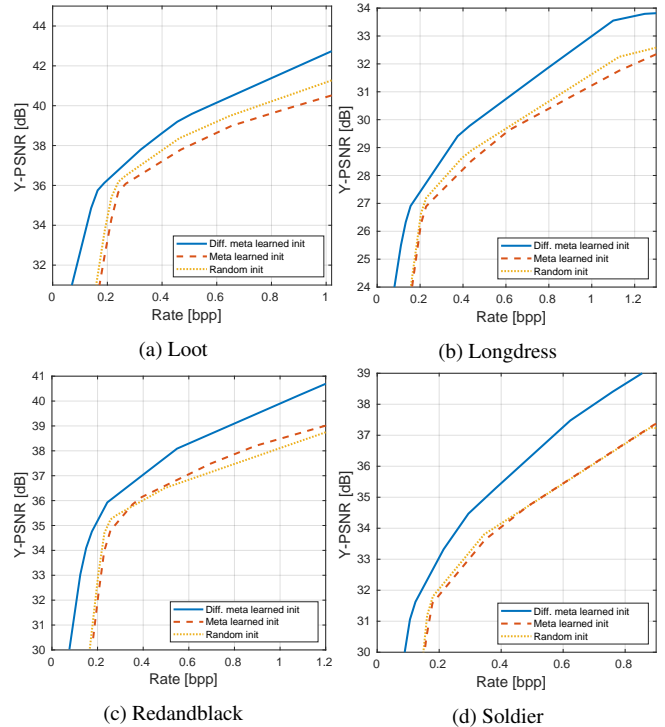 44
42
40
38
36
34
32
Y-PSNR [dB]
0 0.2 0.4 0.6 0.8 1
Rate [bpp]
Diff. meta learned init
Meta learned init
Random init
(a) Loot
34
33
32
31
30
29
28
27
26
25
24
Y-PSNR [dB]
0 0.2 0.4 0.6 0.8 1 1.2
Rate [bpp]
Diff. meta learned init
Meta learned init
Random init
(b) Longdress
41
40
39
38
37
36
35
34
33
32
31
30
Y-PSNR [dB]
0 0.2 0.4 0.6 0.8 1 1.2
Rate [bpp]
Diff. meta learned init
Meta learned init
Random init
(c) Redandblack
39
38
37
36
35
34
33
32
31
30
Y-PSNR [dB]
0 0.2 0.4 0.6 0.8
Rate [bpp]
Diff. meta learned init
Meta learned init
Random init
(d) Soldier